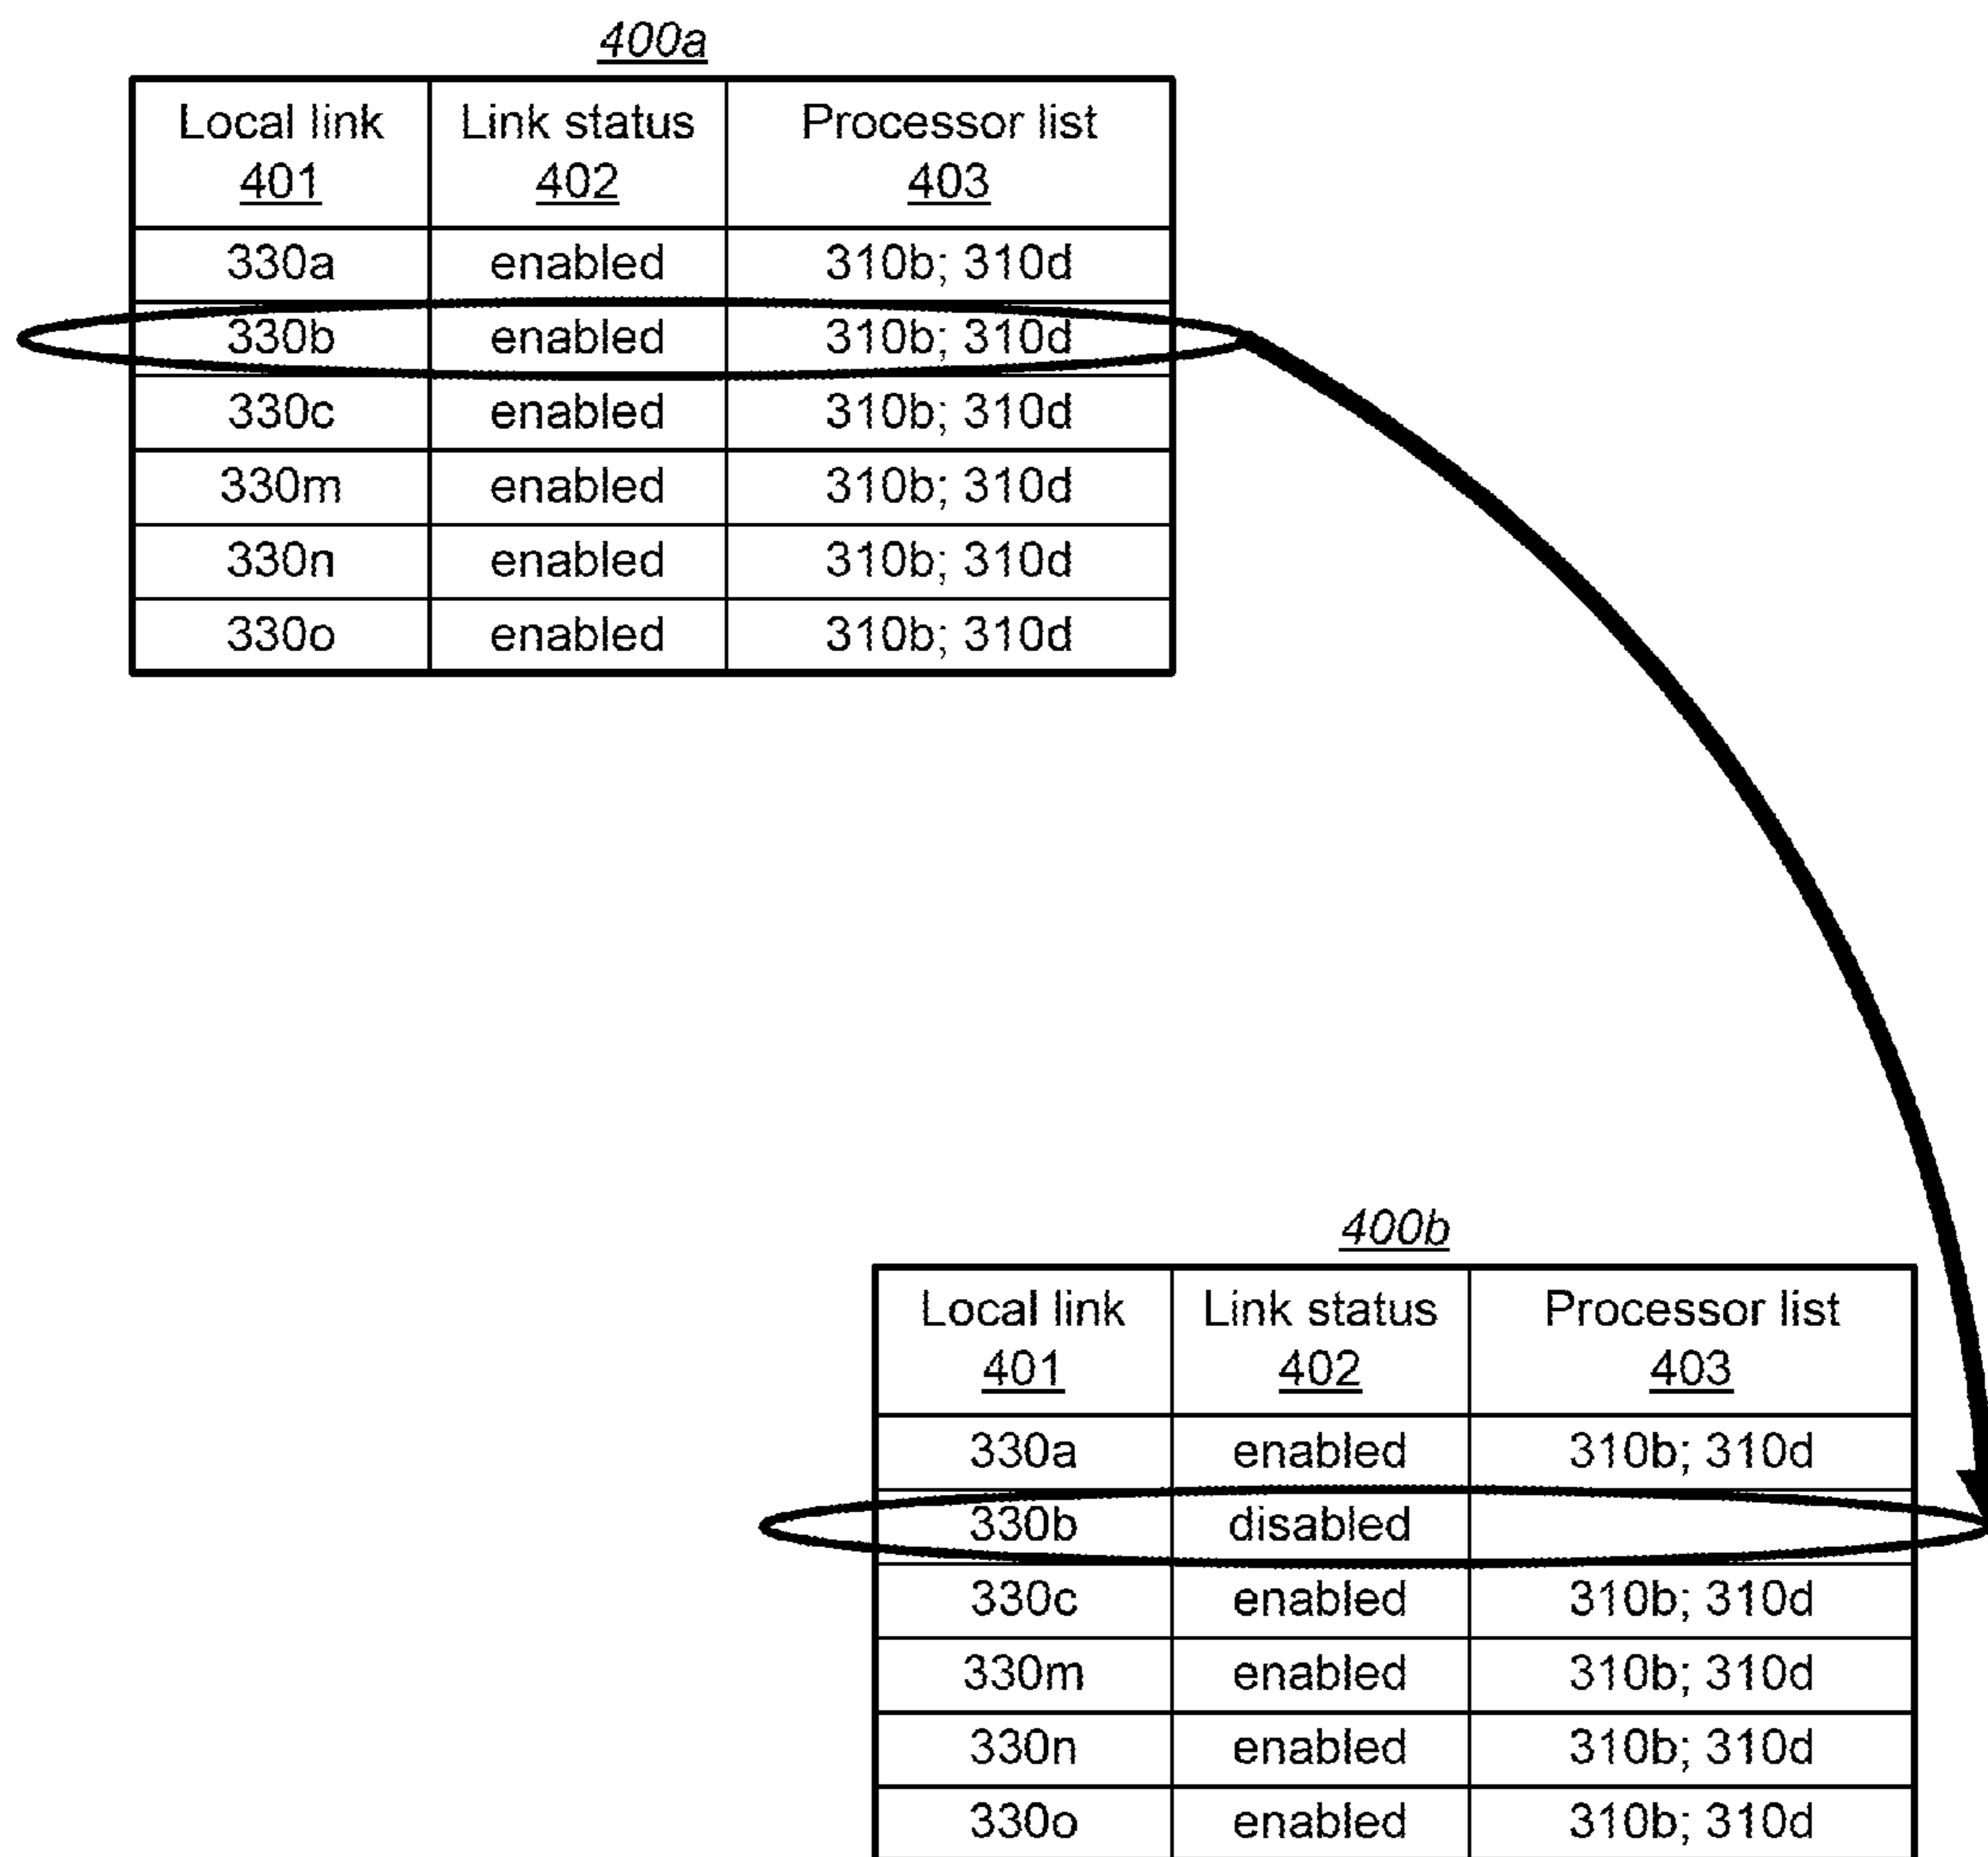 400a
Local link Link status Processor list
401 402 403
330a enabled 310b; 310d
330b enabled 310b; 310d
330c enabled 310b; 310d
330m enabled 310b; 310d
330n enabled 310b; 310d
330o enabled 310b; 310d
400b
Local link Link status Processor list
401 402 403
330a enabled 310b; 310d
330b disabled
330c enabled 310b; 310d
330m enabled 310b; 310d
330n enabled 310b; 310d
330o enabled 310b; 310d